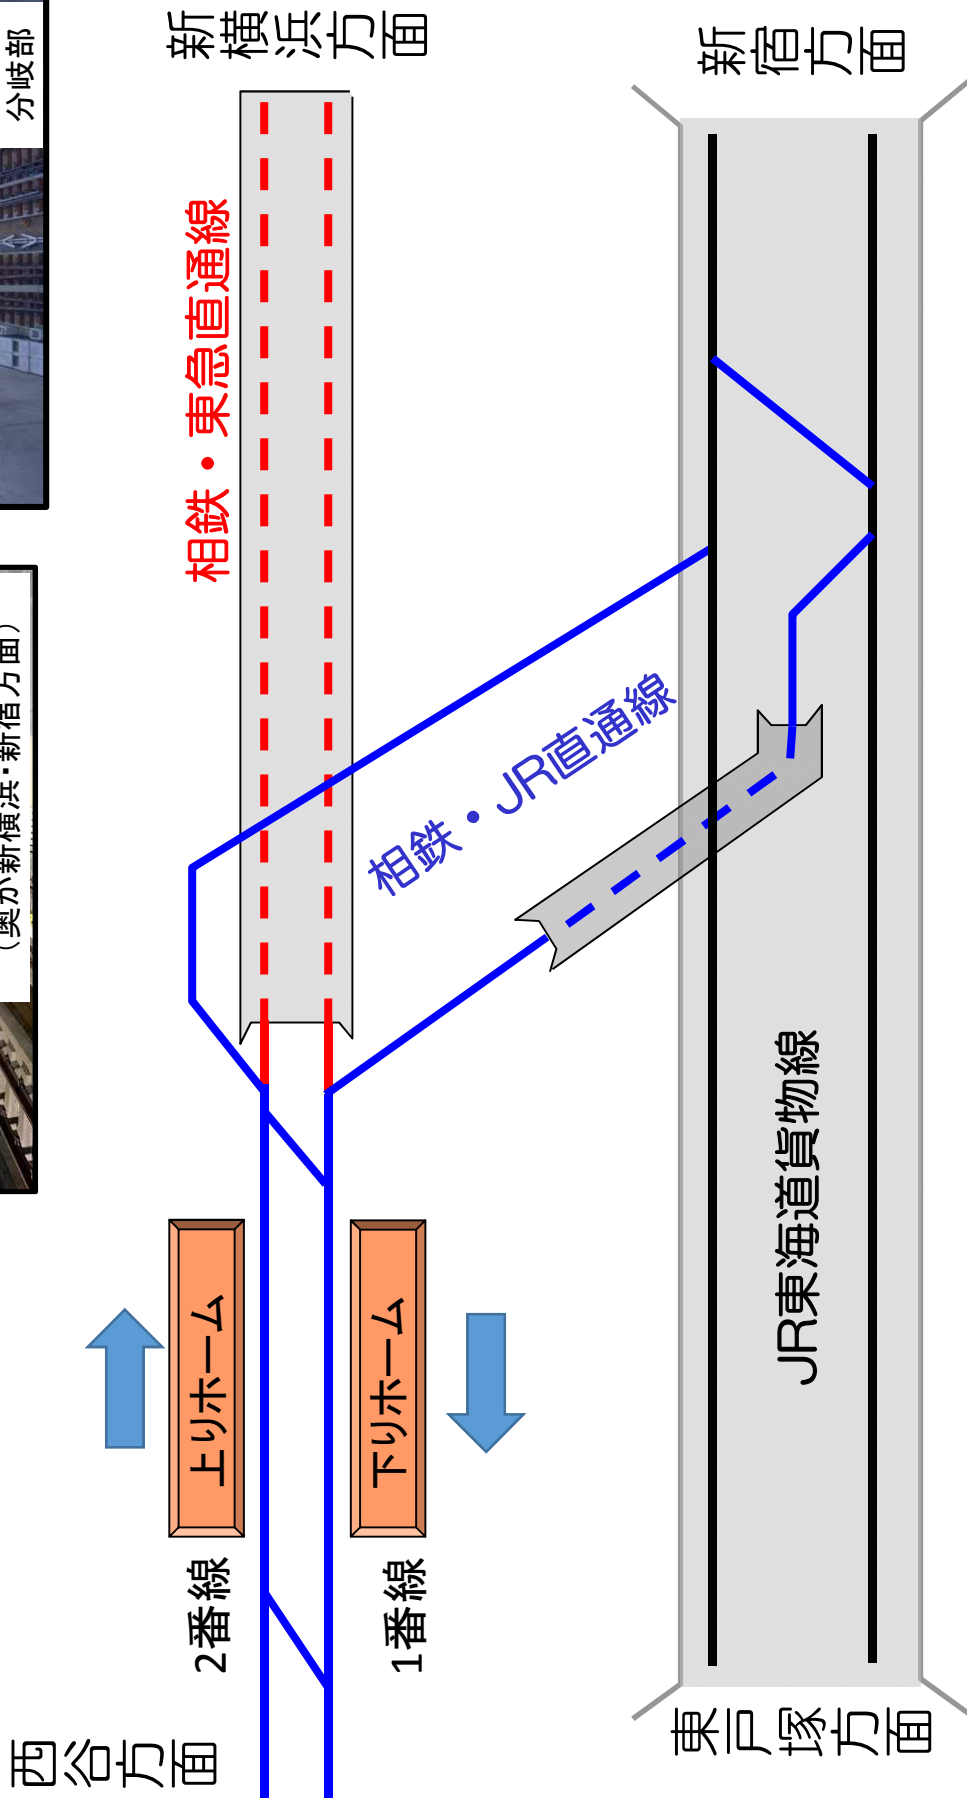 分岐部
（奥が新横浜・新宿方面）
新横浜方面
新宿方面
相鉄・東急直通線
相鉄・JR直通線
JR東海道貨物線
上りホーム
下りホーム
2番線
1番線
西谷方面
東戸塚方面